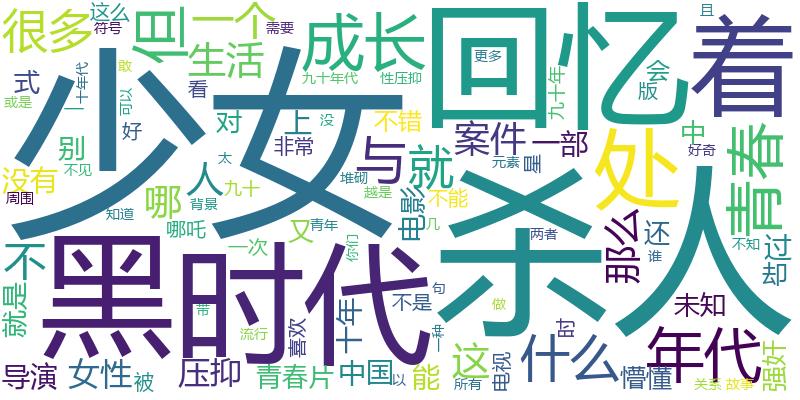 很多
这么
符号
但
一个
需要
生活
成长
回忆
着
且
式
十年代
敢
看
九十年代
性压抑
更多
九十年
会
版
或是
可以
好
对
上
没
不错
案件
一部
中
青春
少女
别
非常
与
就
星
元素
处
好奇
没有
不见
人
太
堆砌
越是
不能
杀人
周围
哪
九十
背景
电影
那么
还
却
过
知道
哪吒
一次
又
青年
你们
几
两者
谁
不知
不
黑时代
就是
带
流行
喜欢
十年
不是
句
一种
做
时
未知
什么
年代
强奸
导演
女性
被
压抑
青春片
中国
以
能
这
所有
电视
懵懂
关系
故事